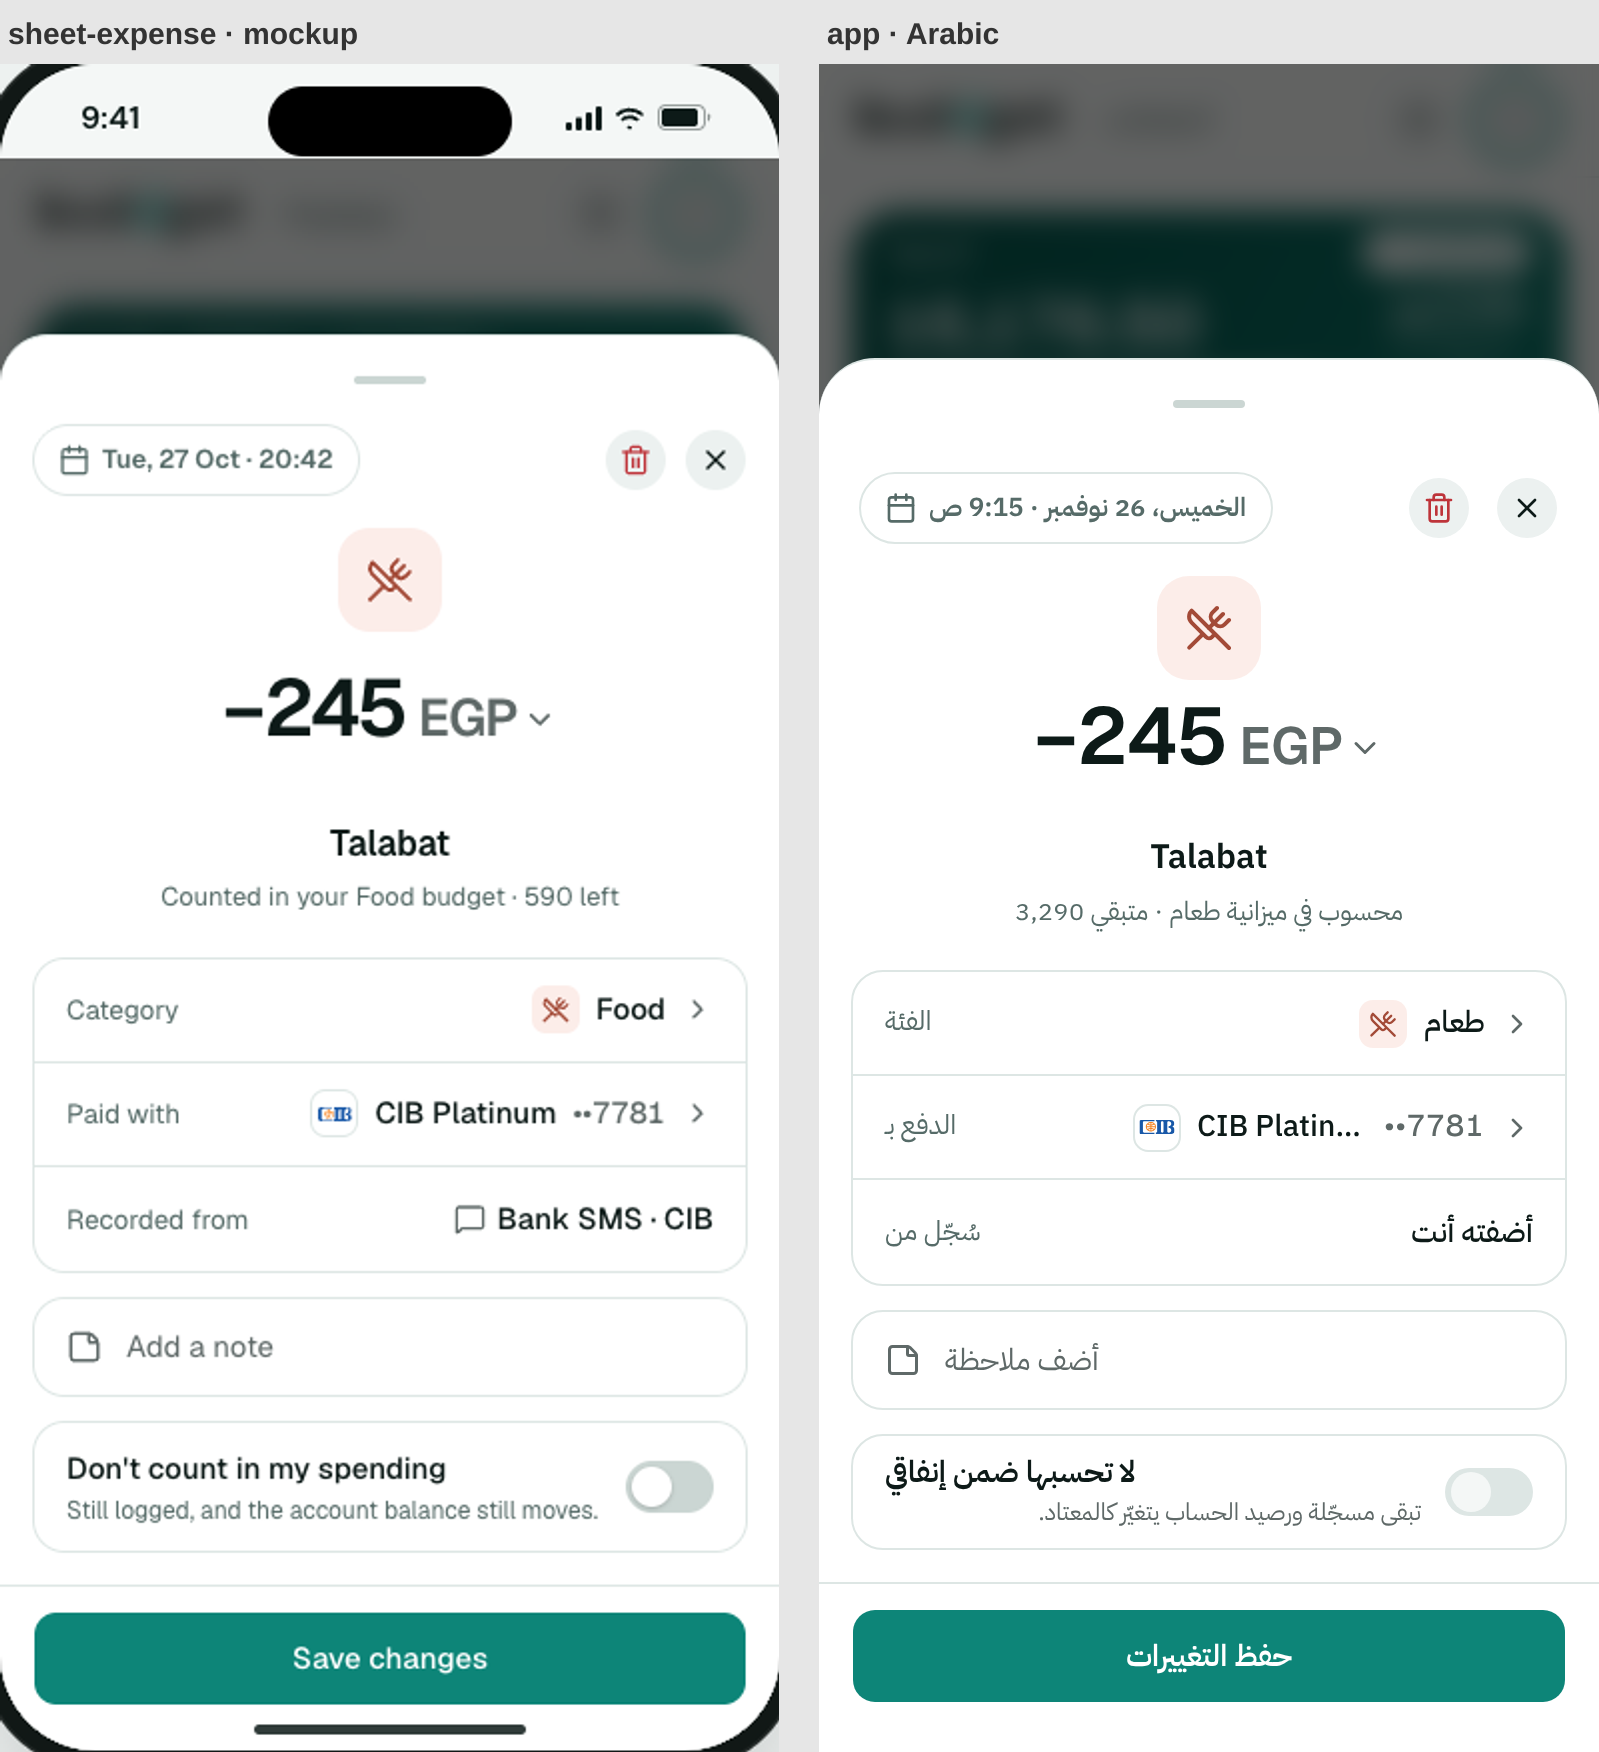 sheet-expense · mockup
9:41
Tue, 27 Oct · 20:42
−245 EGP
Talabat
Counted in your Food budget · 590 left
Category
Food
Paid with
CIB
CIB Platinum ••7781
Recorded from
Bank SMS · CIB
Add a note
Don't count in my spending
Still logged, and the account balance still moves.
Save changes
app · Arabic
الخميس، 26 نوفمبر · 9:15 ص
−245 EGP
Talabat
محسوب في ميزانية طعام · متبقي 3,290
الفئة
طعام
الدفع بـ
CIB
CIB Platin... ••7781
سُجّل من
أضفته أنت
أضف ملاحظة
لا تحسبها ضمن إنفاقي
تبقى مسجّلة ورصيد الحساب يتغيّر كالمعتاد.
حفظ التغييرات